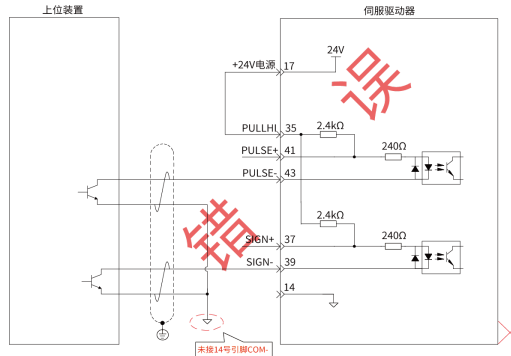 上位装置
伺服驱动器
24V
+24V电源
17
误
PULLHI
35
2.4kΩ
PULSE+
41
240Ω
PULSE-
43
错
2.4kΩ
SIGN+
37
240Ω
SIGN-
39
14
未接14号引脚COM-